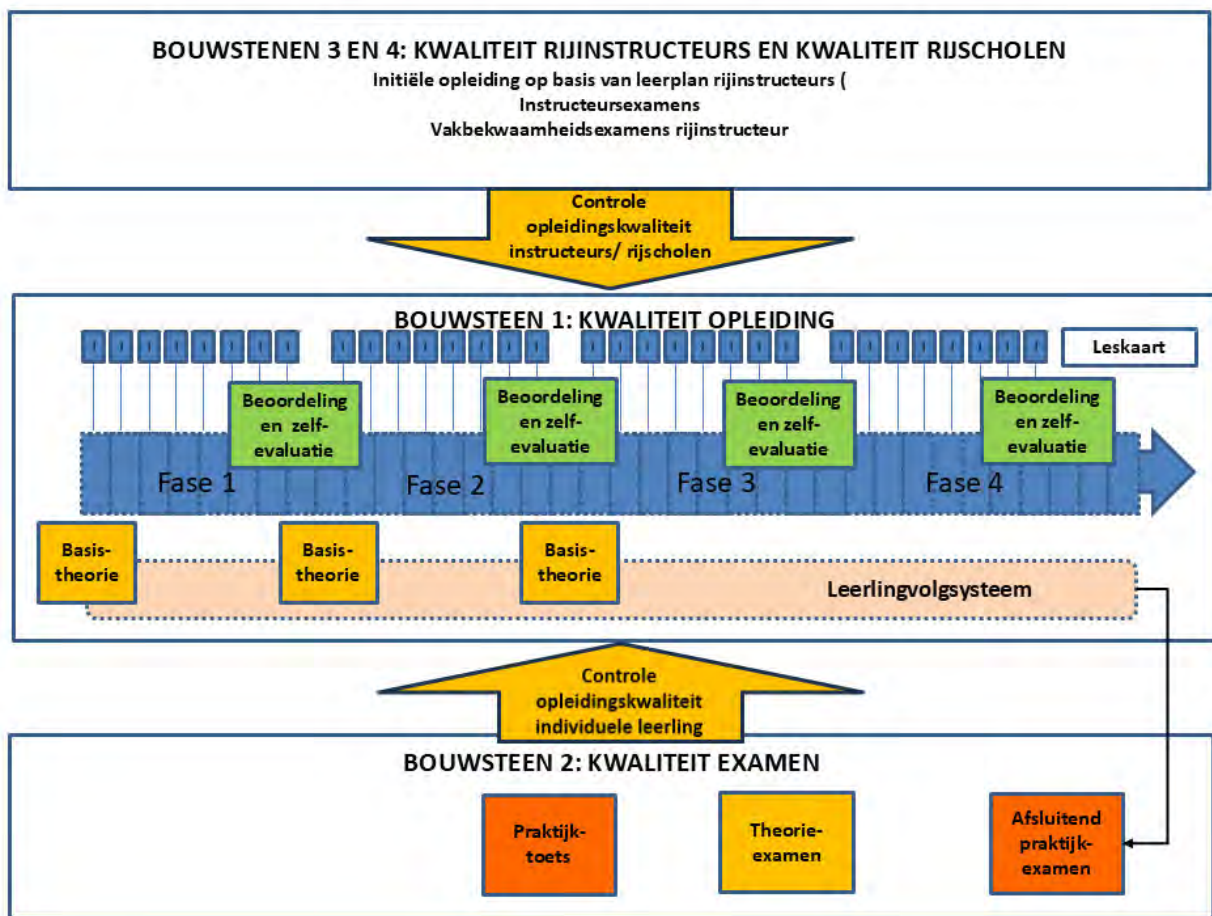 BOUWSTENEN 3 EN 4: KWALITEIT RIJINSTRUCTEURS EN KWALITEIT RIJSCHOLEN
Initiële opleiding op basis van leerplan rijinstructeurs (
Instructeursexamens
Vakbekwaamheidsexamens rijinstructeur
Controle
opleidingskwaliteit
instructeurs/ rijscholen
BOUWSTEEN 1: KWALITEIT OPLEIDING
Leskaart
Beoordeling
en zelf-
evaluatie
Beoordeling
en zelf-
evaluatie
Beoordeling
en zelf-
evaluatie
Beoordeling
en zelf-
evaluatie
Fase 1
Fase 2
Fase 3
Fase 4
Basis-
theorie
Basis-
theorie
Basis-
theorie
Leerlingvolgsysteem
Controle
opleidingskwaliteit
individuele leerling
BOUWSTEEN 2: KWALITEIT EXAMEN
Praktijk-
toets
Theorie-
examen
Afsluitend
praktijk-
examen